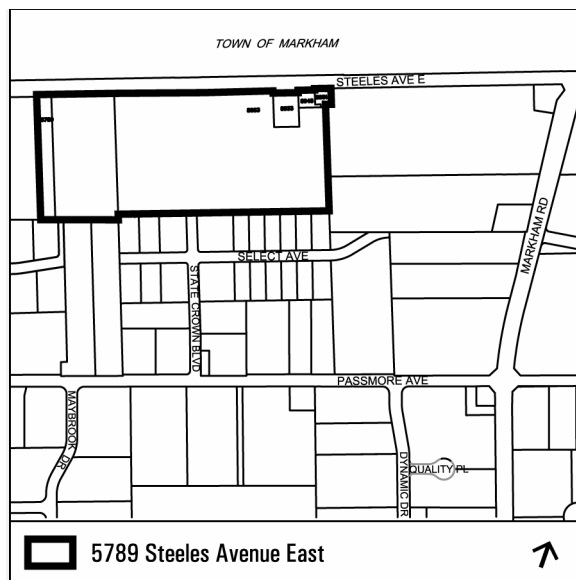 TOWN OF MARKHAM
STEELES AVE E
MARKHAM RD
SELECT AVE
STATE CROWN BLVD
PASSMORE AVE
MAYBROOK DR
DYNAMIC DR
QUALITY PL
5789 Steeles Avenue East